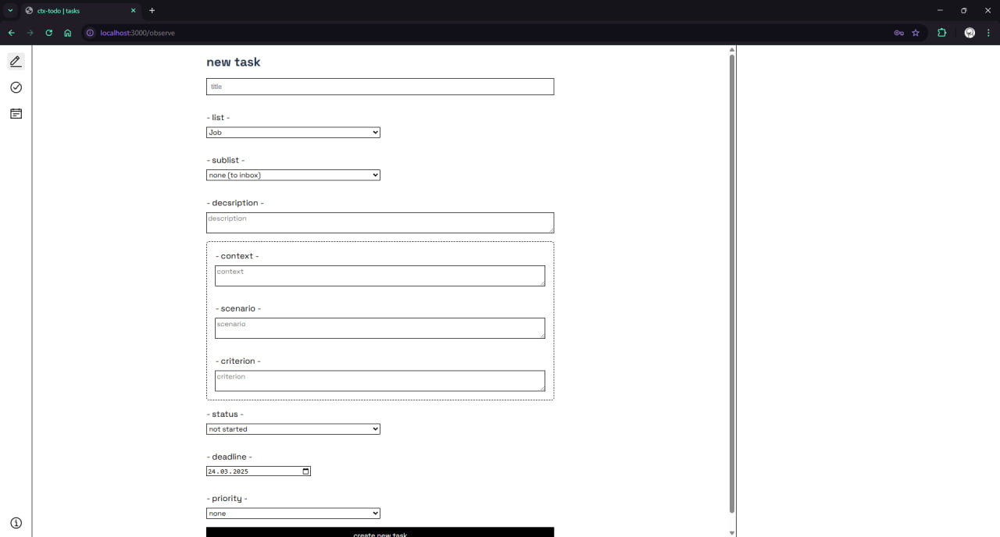 ctx-todo | tasks
localhost:3000/observe
new task
title
- list -
Job
- sublist -
none (to inbox)
- decsription -
description
- context -
context
- scenario -
scenario
- criterion -
criterion
- status -
not started
- deadline -
24.03.2025
- priority -
none
create new task